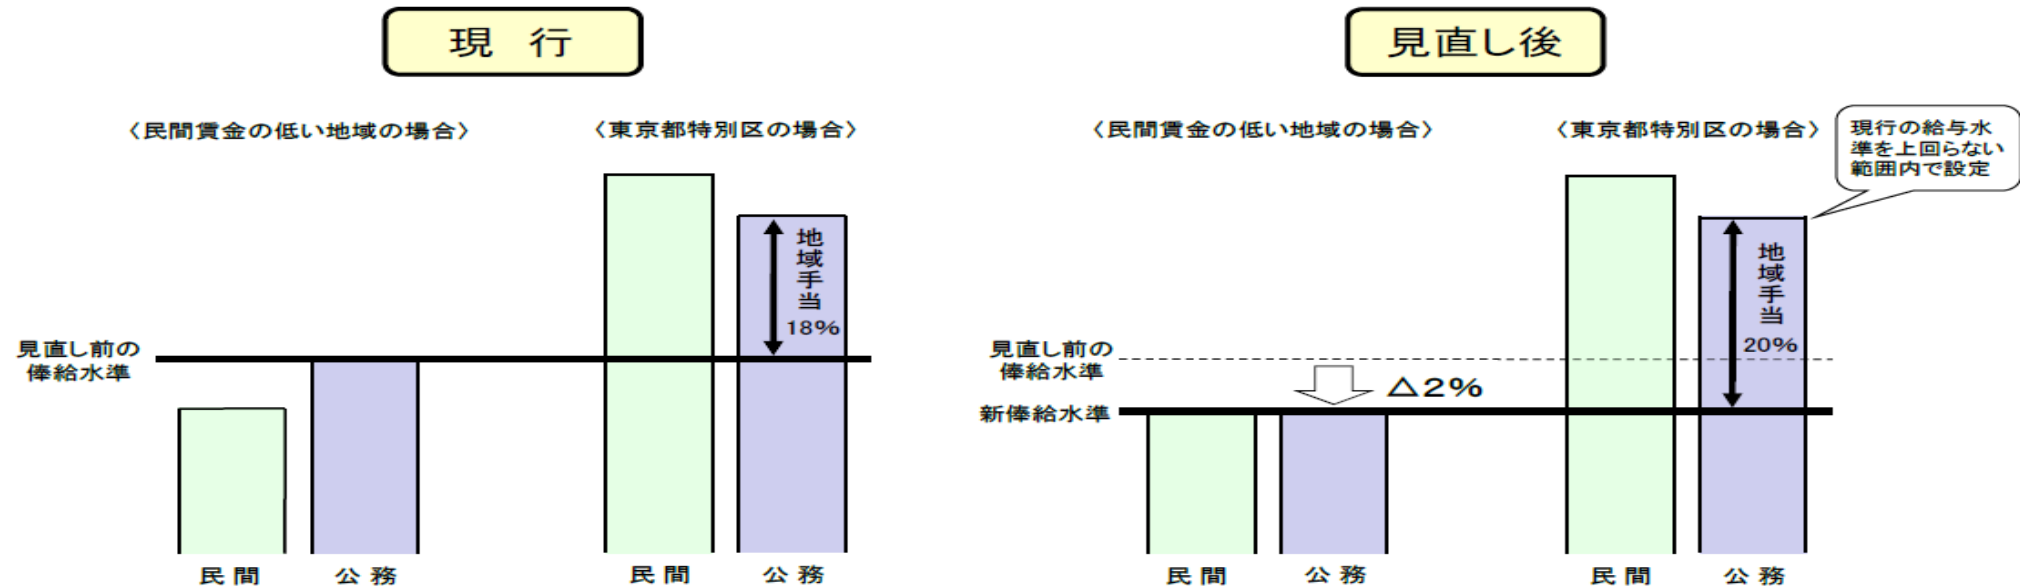 現 行
〈民間賃金の低い地域の場合〉
〈東京都特別区の場合〉
地域手当
18%
見直し前の
俸給水準
民 間
公 務
民 間
公 務
見直し後
〈民間賃金の低い地域の場合〉
〈東京都特別区の場合〉
現行の給与水
準を上回らない
範囲内で設定
地域手当
20%
見直し前の
俸給水準
△2%
新俸給水準
民 間
公 務
民 間
公 務